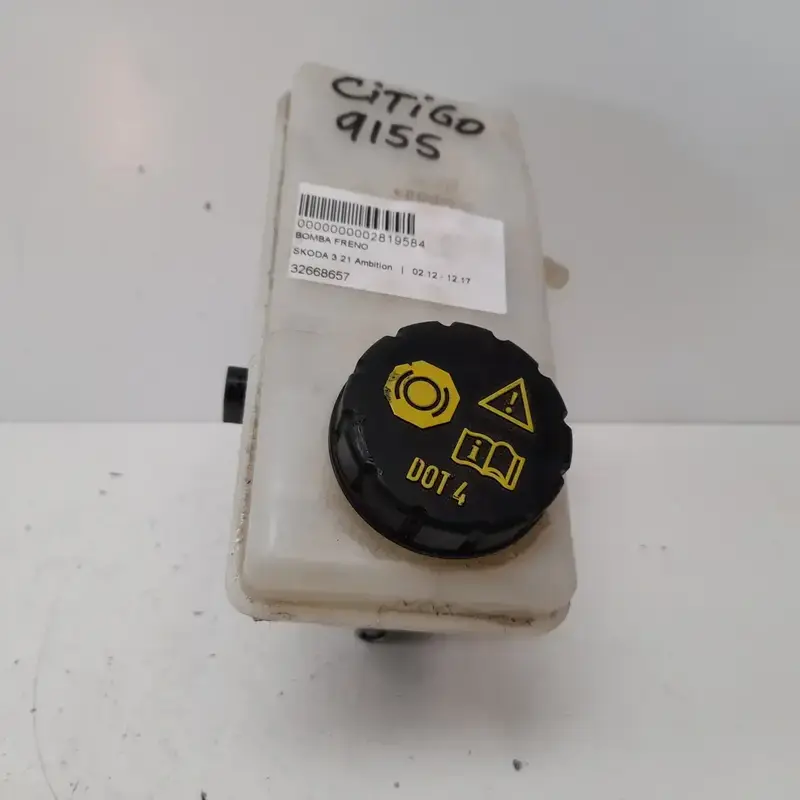 CiTiGO
9155
0000000002819584
BOMBA FRENO
SKODA 3 21 Ambition | 02.12 - 12.17
32668657
!
i
DOT 4